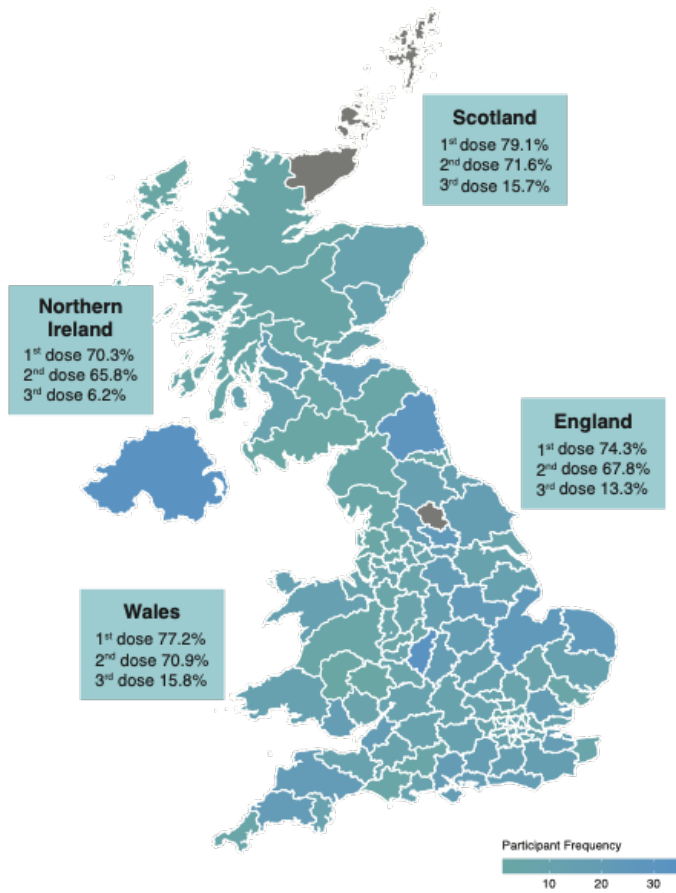 Scotland
1st dose 79.1%
2nd dose 71.6%
3rd dose 15.7%
Northern
Ireland
1st dose 70.3%
2nd dose 65.8%
3rd dose 6.2%
England
1st dose 74.3%
2nd dose 67.8%
3rd dose 13.3%
Wales
1st dose 77.2%
2nd dose 70.9%
3rd dose 15.8%
Participant Frequency
10 20 30